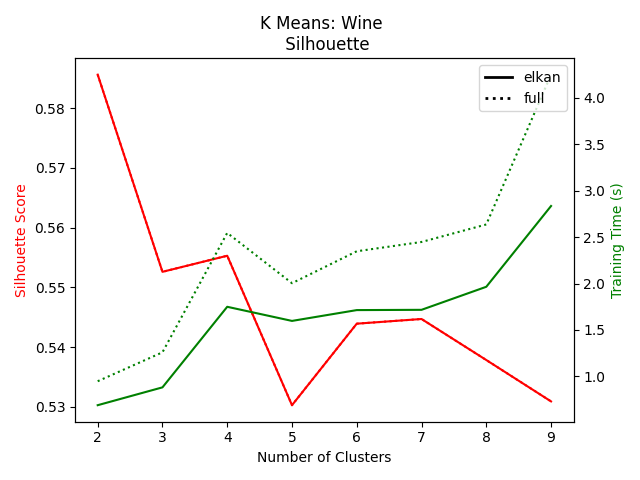 K Means: Wine
Silhouette
elkan
full
0.58
0.57
0.56
0.55
0.54
0.53
Silhouette Score
4.0
3.5
3.0
2.5
2.0
1.5
1.0
Training Time (s)
2 3 4 5 6 7 8 9
Number of Clusters